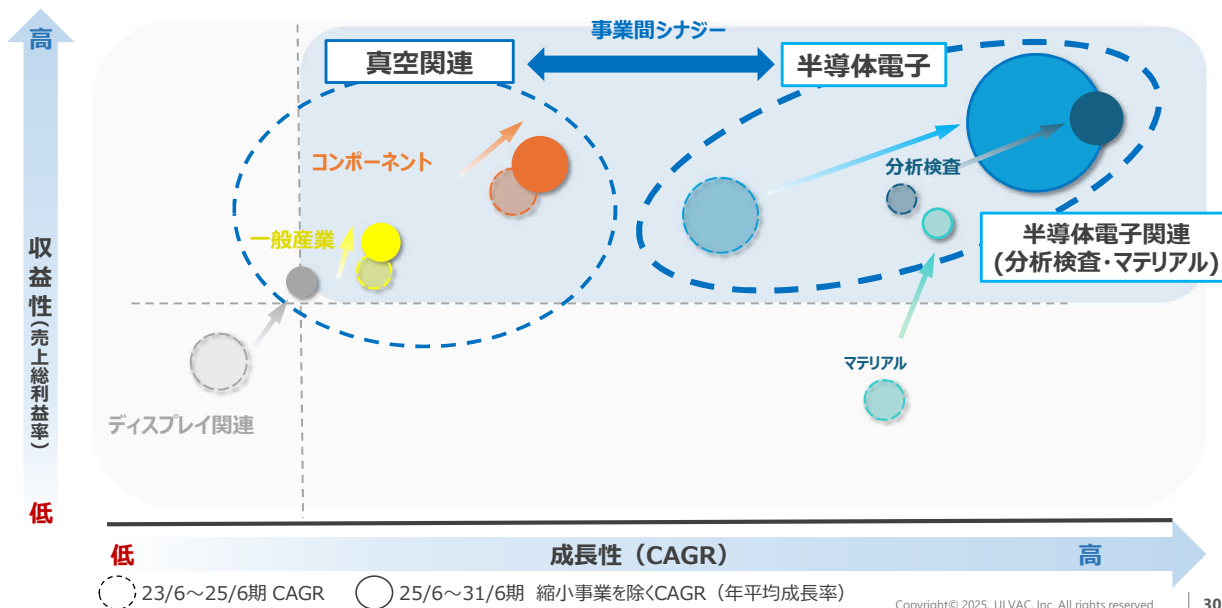 高
事業間シナジー
真空関連
半導体電子
コンポーネント
分析検査
一般産業
半導体電子関連
(分析検査・マテリアル)
収益性(売上総利益率)
マテリアル
ディスプレイ関連
低
低
成長性（CAGR）
高
23/6～25/6期 CAGR
25/6～31/6期 縮小事業を除くCAGR（年平均成長率）
Copyright© 2025, ULVAC, Inc. All rights reserved
30